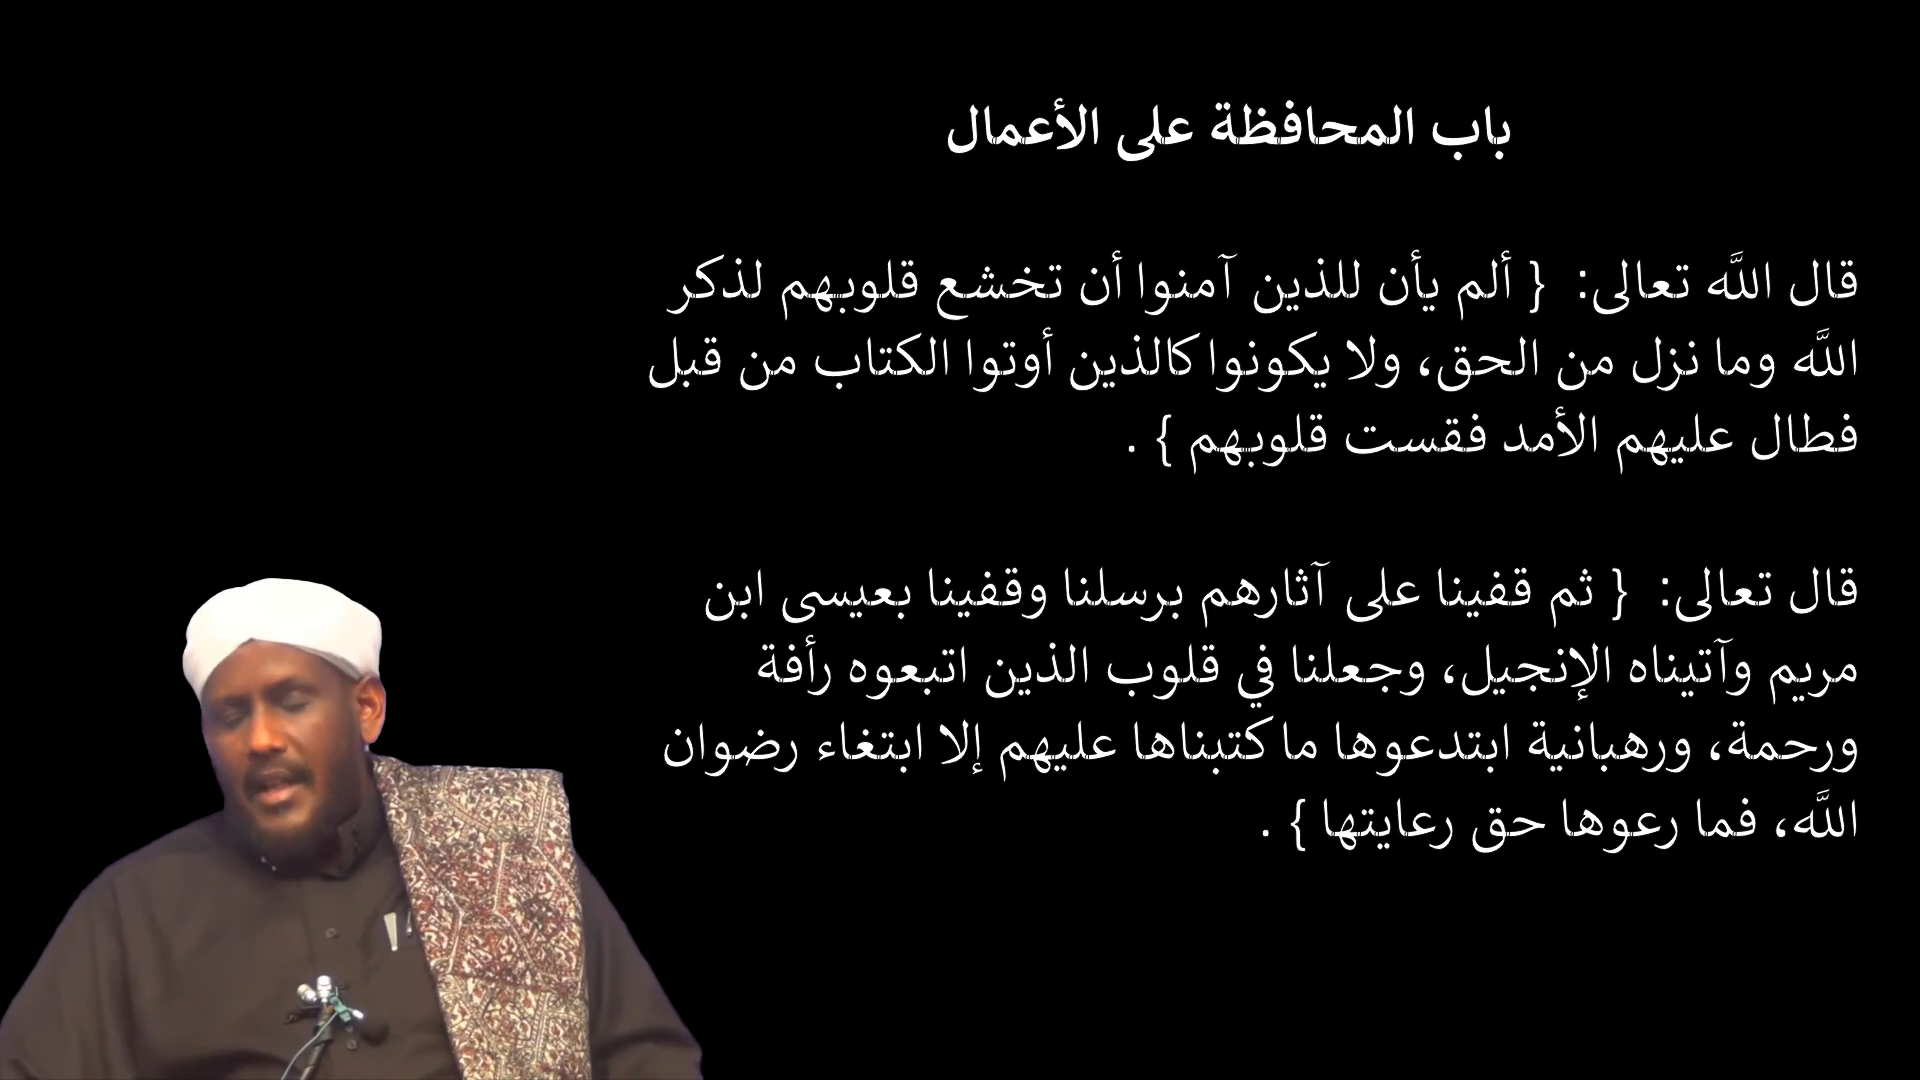 باب المحافظة على الأعمال
قال اللَّه تعالى: { ألم يأن للذين آمنوا أن تخشع قلوبهم لذكر
اللَّه وما نزل من الحق، ولا يكونوا كالذين أوتوا الكتاب من قبل
فطال عليهم الأمد فقست قلوبهم } .
قال تعالى: { ثم قفينا على آثارهم برسلنا وقفينا بعيسى ابن
مريم وآتيناه الإنجيل، وجعلنا في قلوب الذين اتبعوه رأفة
ورحمة، ورهبانية ابتدعوها ما كتبناها عليهم إلا ابتغاء رضوان
اللَّه، فما رعوها حق رعايتها } .